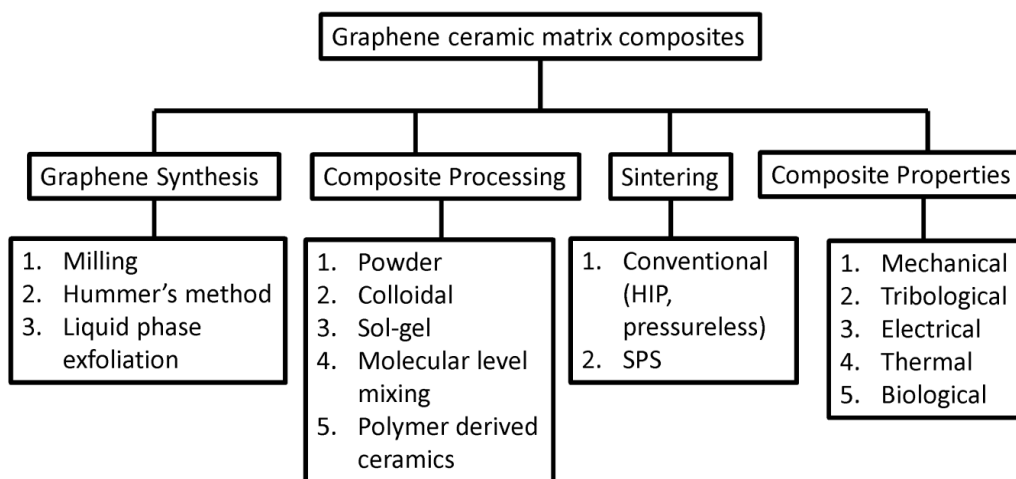 Graphene ceramic matrix composites
Graphene Synthesis
1. Milling
2. Hummer's method
3. Liquid phase
exfoliation
Composite Processing
1. Powder
2. Colloidal
3. Sol-gel
4. Molecular level
mixing
5. Polymer derived
ceramics
Sintering
1. Conventional
(HIP,
pressureless)
2. SPS
Composite Properties
1. Mechanical
2. Tribological
3. Electrical
4. Thermal
5. Biological